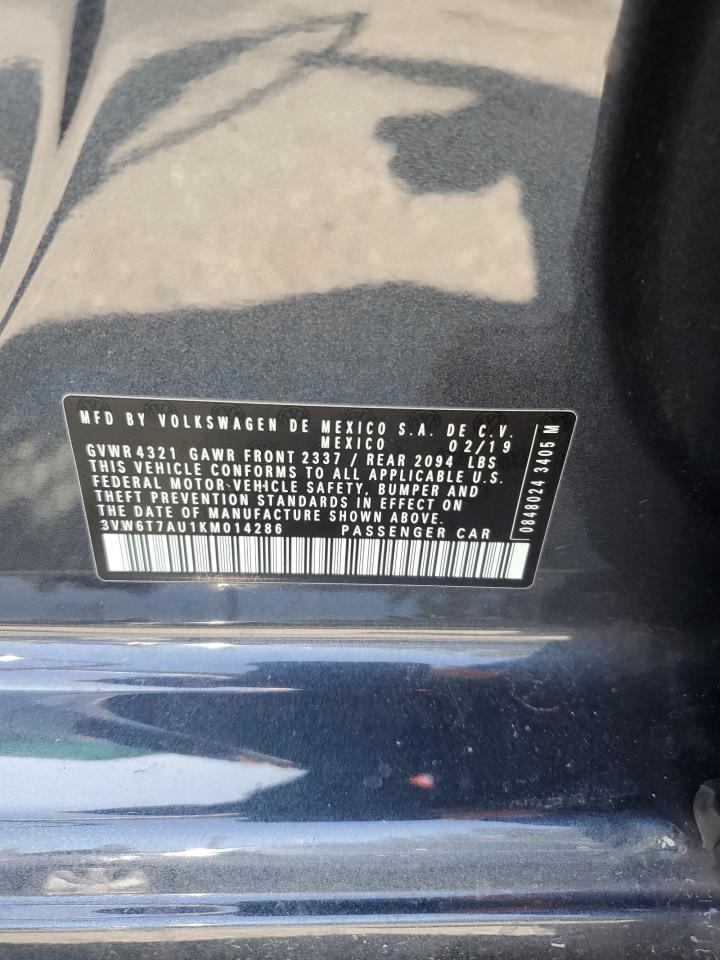 MFD BY VOLKSWAGEN DE MEXICO S.A. DE C.V.
MEXICO 02/19
GVWR 4321 GAWR FRONT 2337 / REAR 2094 LBS
THIS VEHICLE CONFORMS TO ALL APPLICABLE U.S.
FEDERAL MOTOR VEHICLE SAFETY, BUMPER AND
THEFT PREVENTION STANDARDS IN EFFECT ON
THE DATE OF MANUFACTURE SHOWN ABOVE.
3VW6T7AU1KM014286 PASSENGER CAR
0848024 3405 M